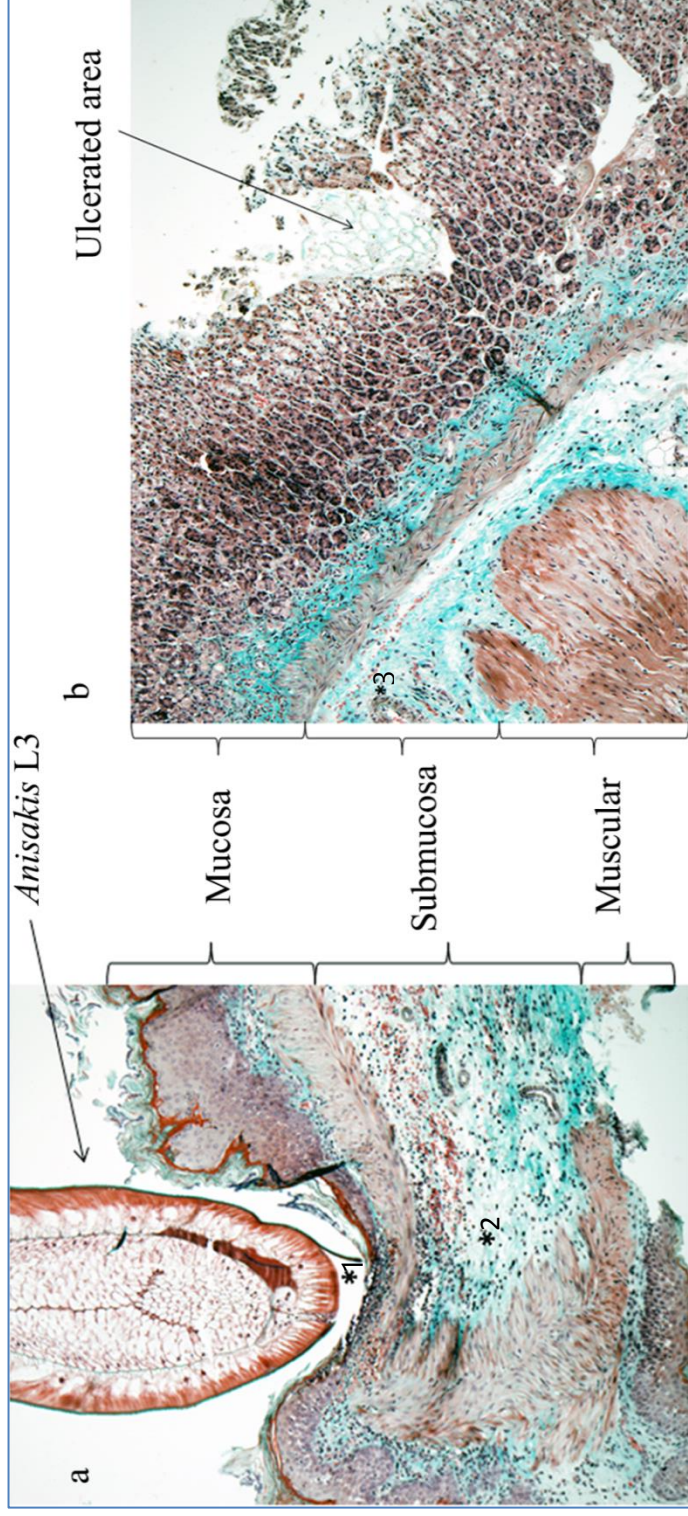 a
Anisakis L3
b
Ulcerated area
Mucosa
Submucosa
Muscular
*1
*2
*3